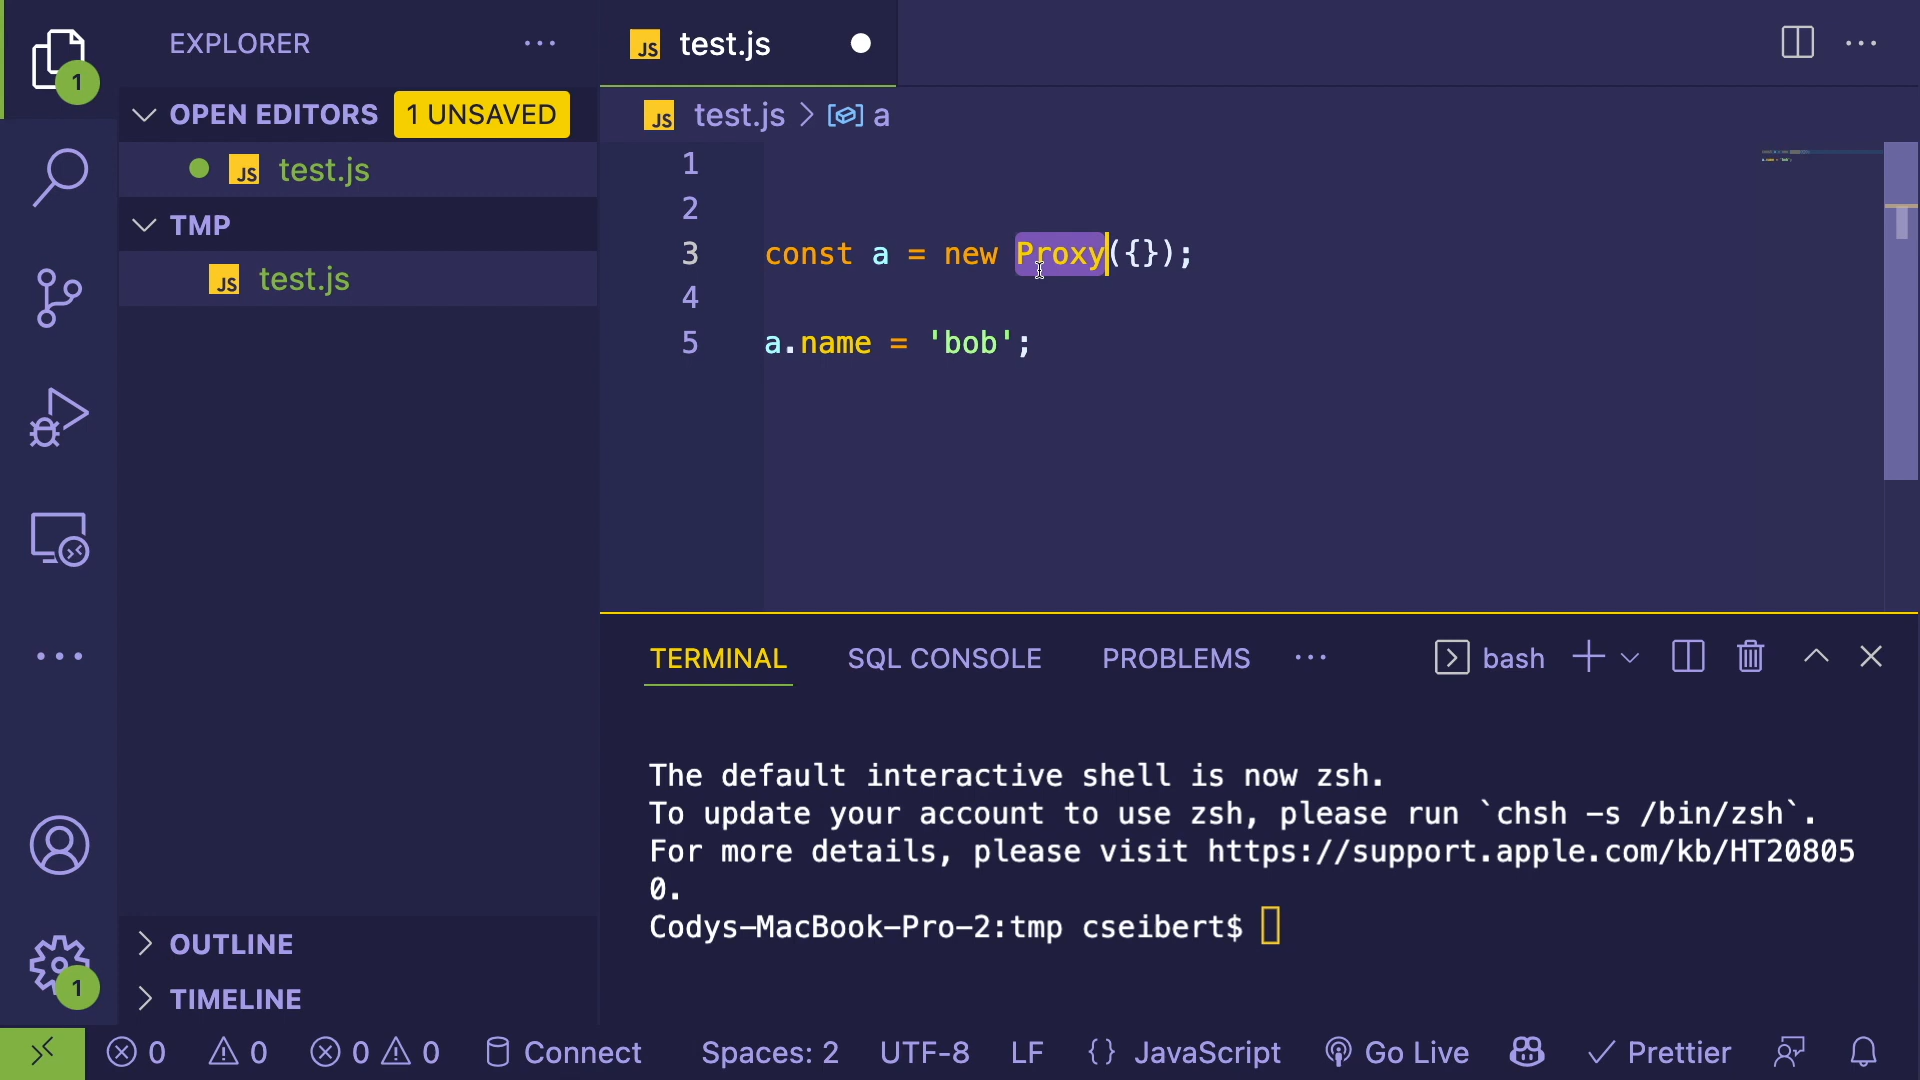 EXPLORER
1
OPEN EDITORS
1 UNSAVED
JS test.js
TMP
JS test.js
OUTLINE
TIMELINE
1
JS test.js
JS test.js > a
1
2
3 const a = new Proxy({});
4
5 a.name = 'bob';
TERMINAL SQL CONSOLE PROBLEMS bash
The default interactive shell is now zsh.
To update your account to use zsh, please run `chsh -s /bin/zsh`.
For more details, please visit https://support.apple.com/kb/HT20805
0.
Codys-MacBook-Pro-2:tmp cseibert$
0 0 0 0 Connect Spaces: 2 UTF-8 LF {} JavaScript Go Live Prettier